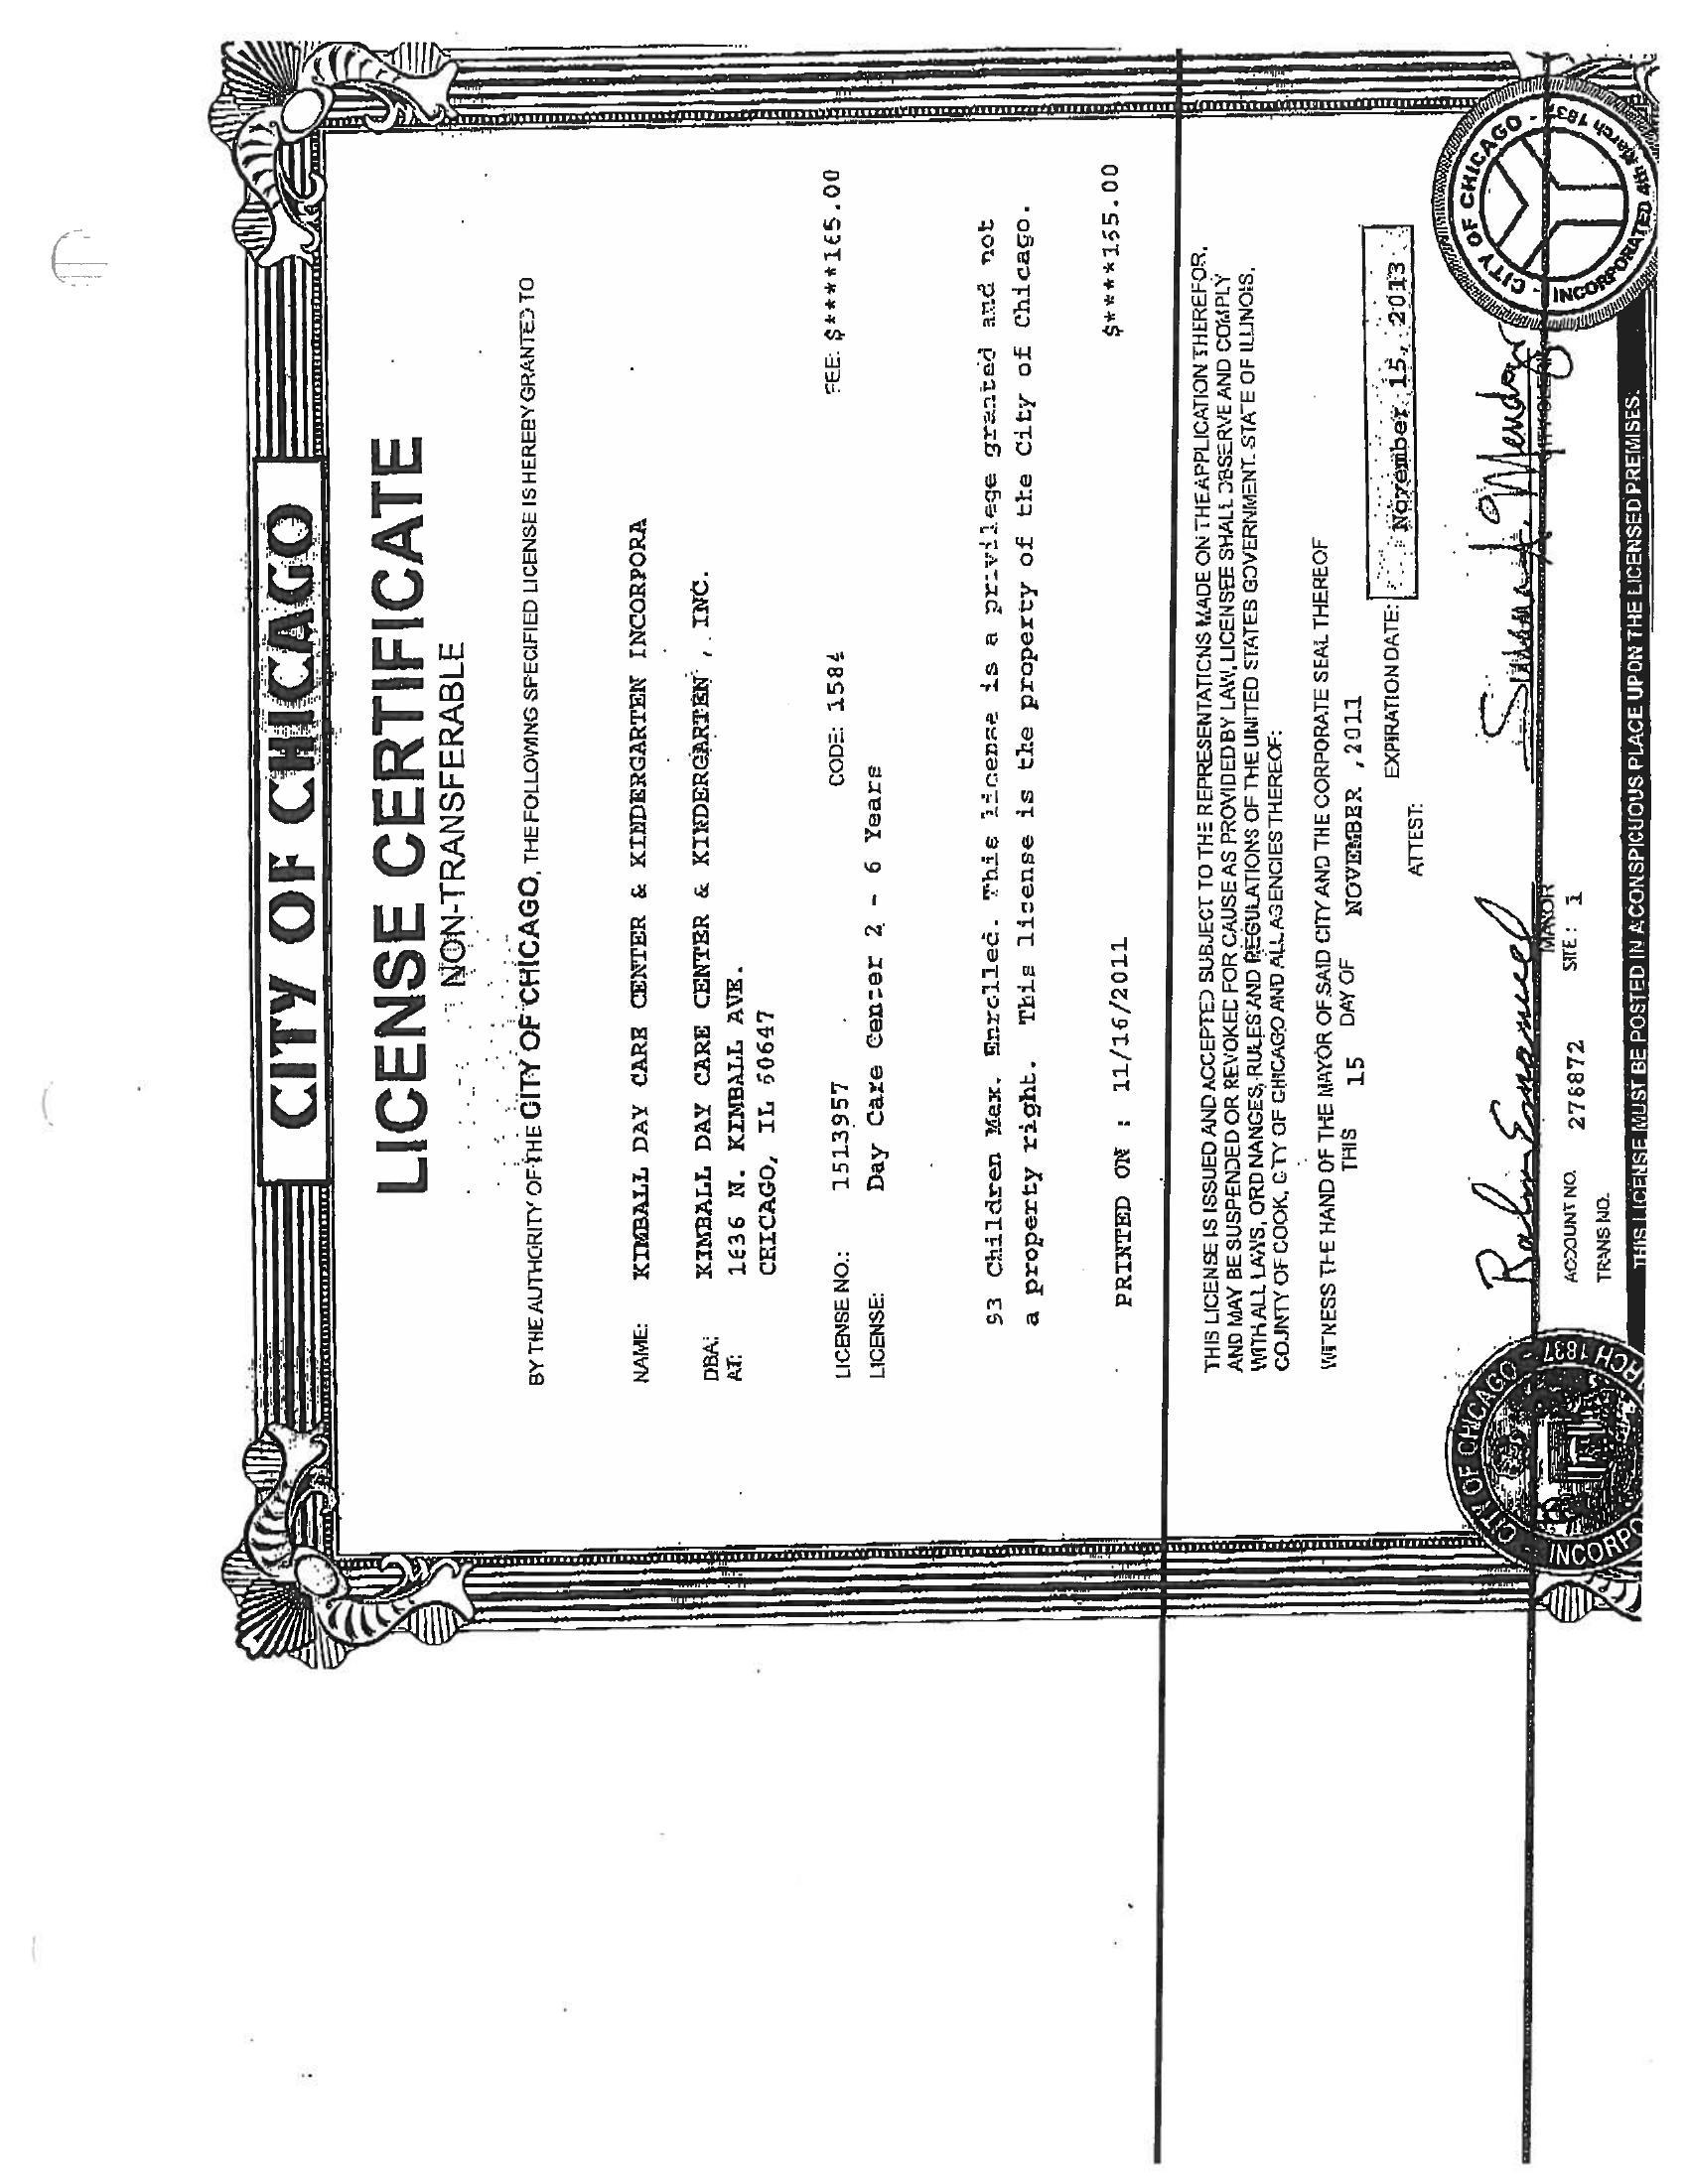 CITY OF CHICAGO
LICENSE CERTIFICATE
NON-TRANSFERABLE
BY THE AUTHORITY OF THE CITY OF CHICAGO, THE FOLLOWING SPECIFIED LICENSE IS HEREBY GRANTED TO
NAME: KIMBALL DAY CARE CENTER & KINDERGARTEN INCORPORA
DBA: KIMBALL DAY CARE CENTER & KINDERGARTEN , INC.
AT: 1636 N. KIMBALL AVE.
CHICAGO, IL 60647
LICENSE NO.: 1513957 CODE: 1584 FEE: $*****165.00
LICENSE: Day Care Center 2 - 6 Years
93 Children Max. Enrolled. This license is a privilege granted and not
a property right. This license is the property of the City of Chicago.
PRINTED ON : 11/16/2011 $*****165.00
THIS LICENSE IS ISSUED AND ACCEPTED SUBJECT TO THE REPRESENTATIONS MADE ON THE APPLICATION THEREFOR,
AND MAY BE SUSPENDED OR REVOKED FOR CAUSE AS PROVIDED BY LAW. LICENSEE SHALL OBSERVE AND COMPLY
WITH ALL LAWS, ORDINANCES, RULES AND REGULATIONS OF THE UNITED STATES GOVERNMENT, STATE OF ILLINOIS,
COUNTY OF COOK, CITY OF CHICAGO AND ALL AGENCIES THEREOF.
WITNESS THE HAND OF THE MAYOR OF SAID CITY AND THE CORPORATE SEAL THEREOF
THIS 15 DAY OF NOVEMBER , 2011
EXPIRATION DATE: November 15, 2013
ATTEST:
Rahm Emanuel
Susana A. Mendoza
MAYOR
CITY CLERK
ACCOUNT NO. 276872 SITE: 1
TRANS NO.
THIS LICENSE MUST BE POSTED IN A CONSPICUOUS PLACE UPON THE LICENSED PREMISES.
CITY OF CHICAGO
INCORPORATED 4th March 1837
CITY OF CHICAGO